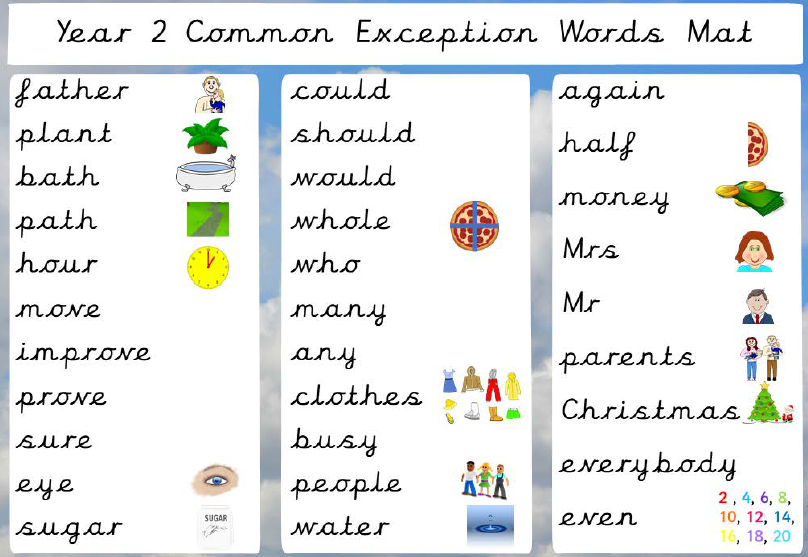 Year 2 Common Exception Words Mat
father
plant
bath
path
hour
move
improve
prove
sure
eye
sugar
SUGAR
could
should
would
whole
who
many
any
clothes
busy
people
water
again
half
money
Mrs
Mr
parents
Christmas
everybody
even
2, 4, 6, 8,
10, 12, 14,
16, 18, 20